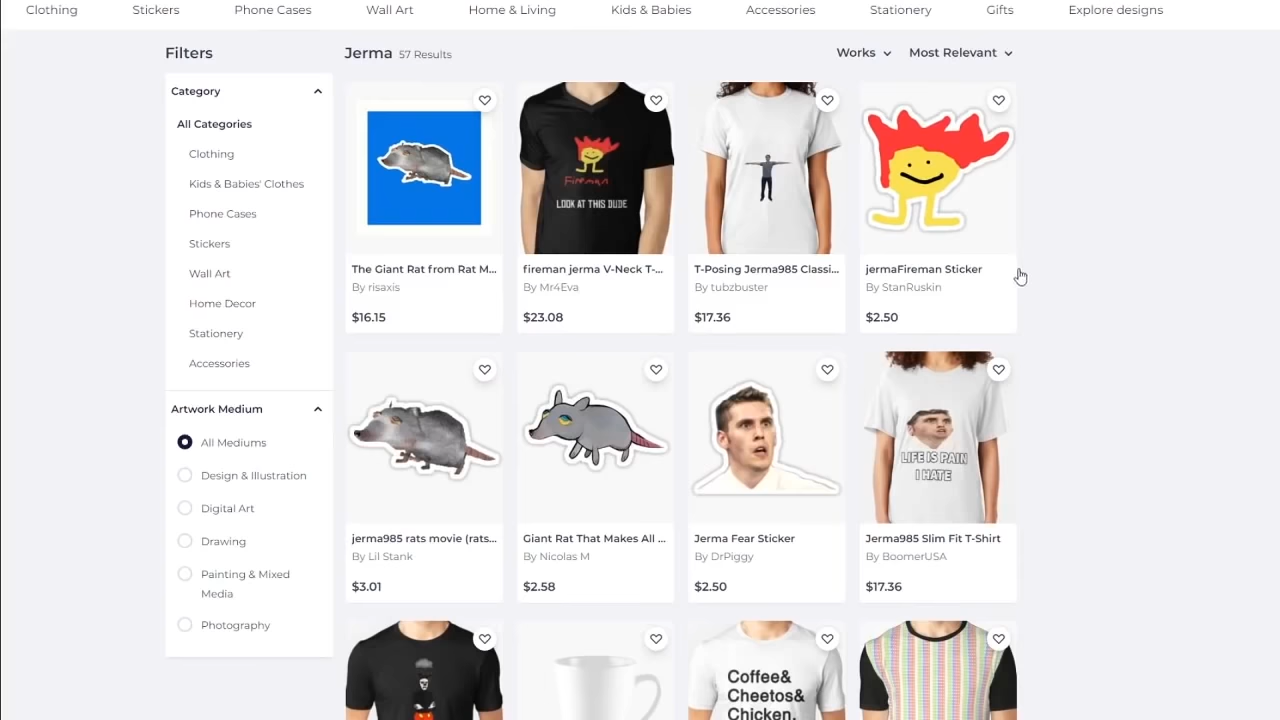 Clothing Stickers Phone Cases Wall Art Home & Living Kids & Babies Accessories Stationery Gifts Explore designs
Filters
Category
All Categories
Clothing
Kids & Babies' Clothes
Phone Cases
Stickers
Wall Art
Home Decor
Stationery
Accessories
Artwork Medium
All Mediums
Design & Illustration
Digital Art
Drawing
Painting & Mixed
Media
Photography
Jerma 57 Results
Works Most Relevant
Fireman
LOOK AT THIS DUDE
The Giant Rat from Rat M...
By risaxis
$16.15
fireman jerma V-Neck T-...
By Mr4Eva
$23.08
T-Posing Jerma985 Classi...
By tubzbuster
$17.36
jermaFireman Sticker
By StanRuskin
$2.50
LIFE IS PAIN
I HATE
jerma985 rats movie (rats...
By Lil Stank
$3.01
Giant Rat That Makes All ...
By Nicolas M
$2.58
Jerma Fear Sticker
By DrPiggy
$2.50
Jerma985 Slim Fit T-Shirt
By BoomerUSA
$17.36
Coffee&
Cheetos&
Chicken.